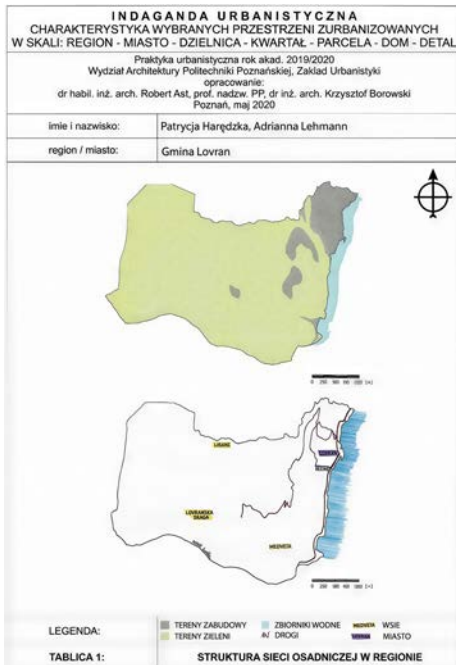 INDAGANDA URBANISTYCZNA
CHARAKTERYSTYKA WYBRANYCH PRZESTRZENI ZURBANIZOWANYCH
W SKALI: REGION - MIASTO - DZIELNICA - KWARTAŁ - PARCELA - DOM - DETAL
Praktyka urbanistyczna rok akad. 2019/2020
Wydział Architektury Politechniki Poznańskiej, Zaklad Urbanistyki
opracowanie:
dr habil. inż. arch. Robert Ast, prof. nadzw. PP, dr inż. arch. Krzysztof Borowski
Poznań, maj 2020
imie i nazwisko: Patrycja Harędzka, Adrianna Lehmann
region / miasto: Gmina Lovran
LIGANJ
LOVRANSKA
DRAGA
MEDVEJA
LEGENDA:
TERENY ZABUDOWY
ZBIORNIKI WODNE
MEDVEJA WSIE
TERENY ZIELENI
DROGI
MIASTO
TABLICA 1: STRUKTURA SIECI OSADNICZEJ W REGIONIE